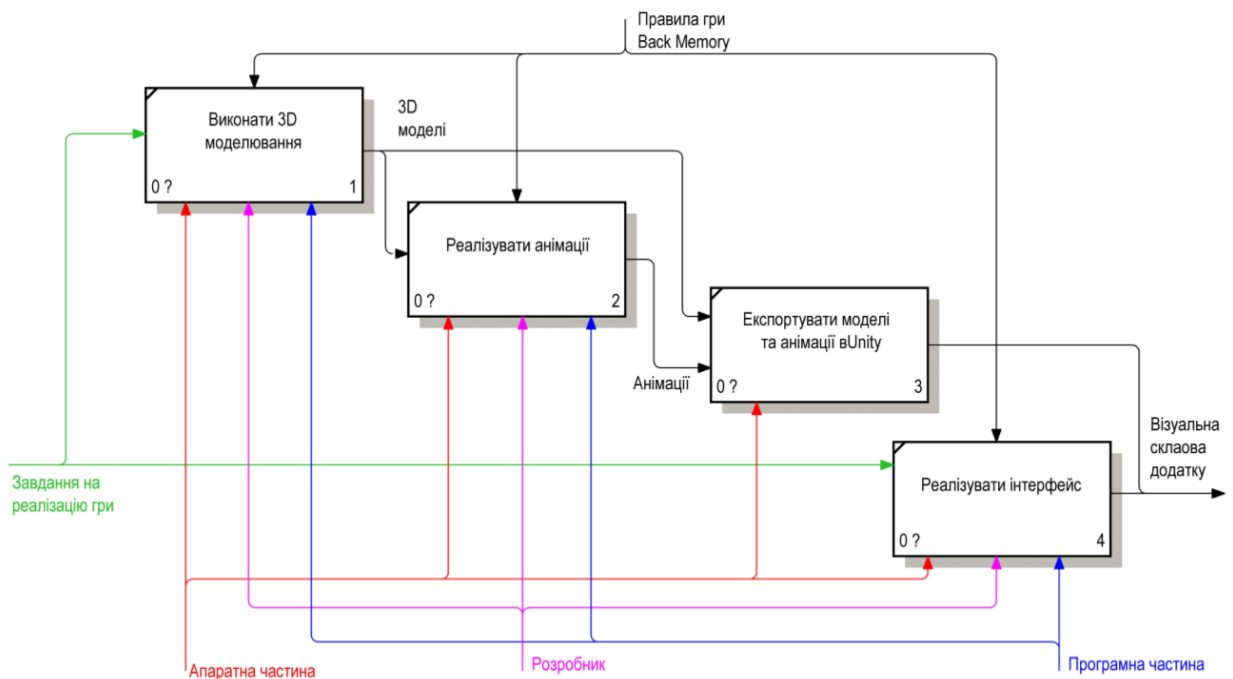 Правила гри
Back Memory
Виконати 3D
моделювання
0 ?
1
3D
моделі
Реалізувати анімації
0 ?
2
Експортувати моделі
та анімації вUnity
0 ?
3
Анімації
Візуальна
склаова
додатку
Завдання на
реалізацію гри
Реалізувати інтерфейс
0 ?
4
Апаратна частина
Розробник
Програмна частина